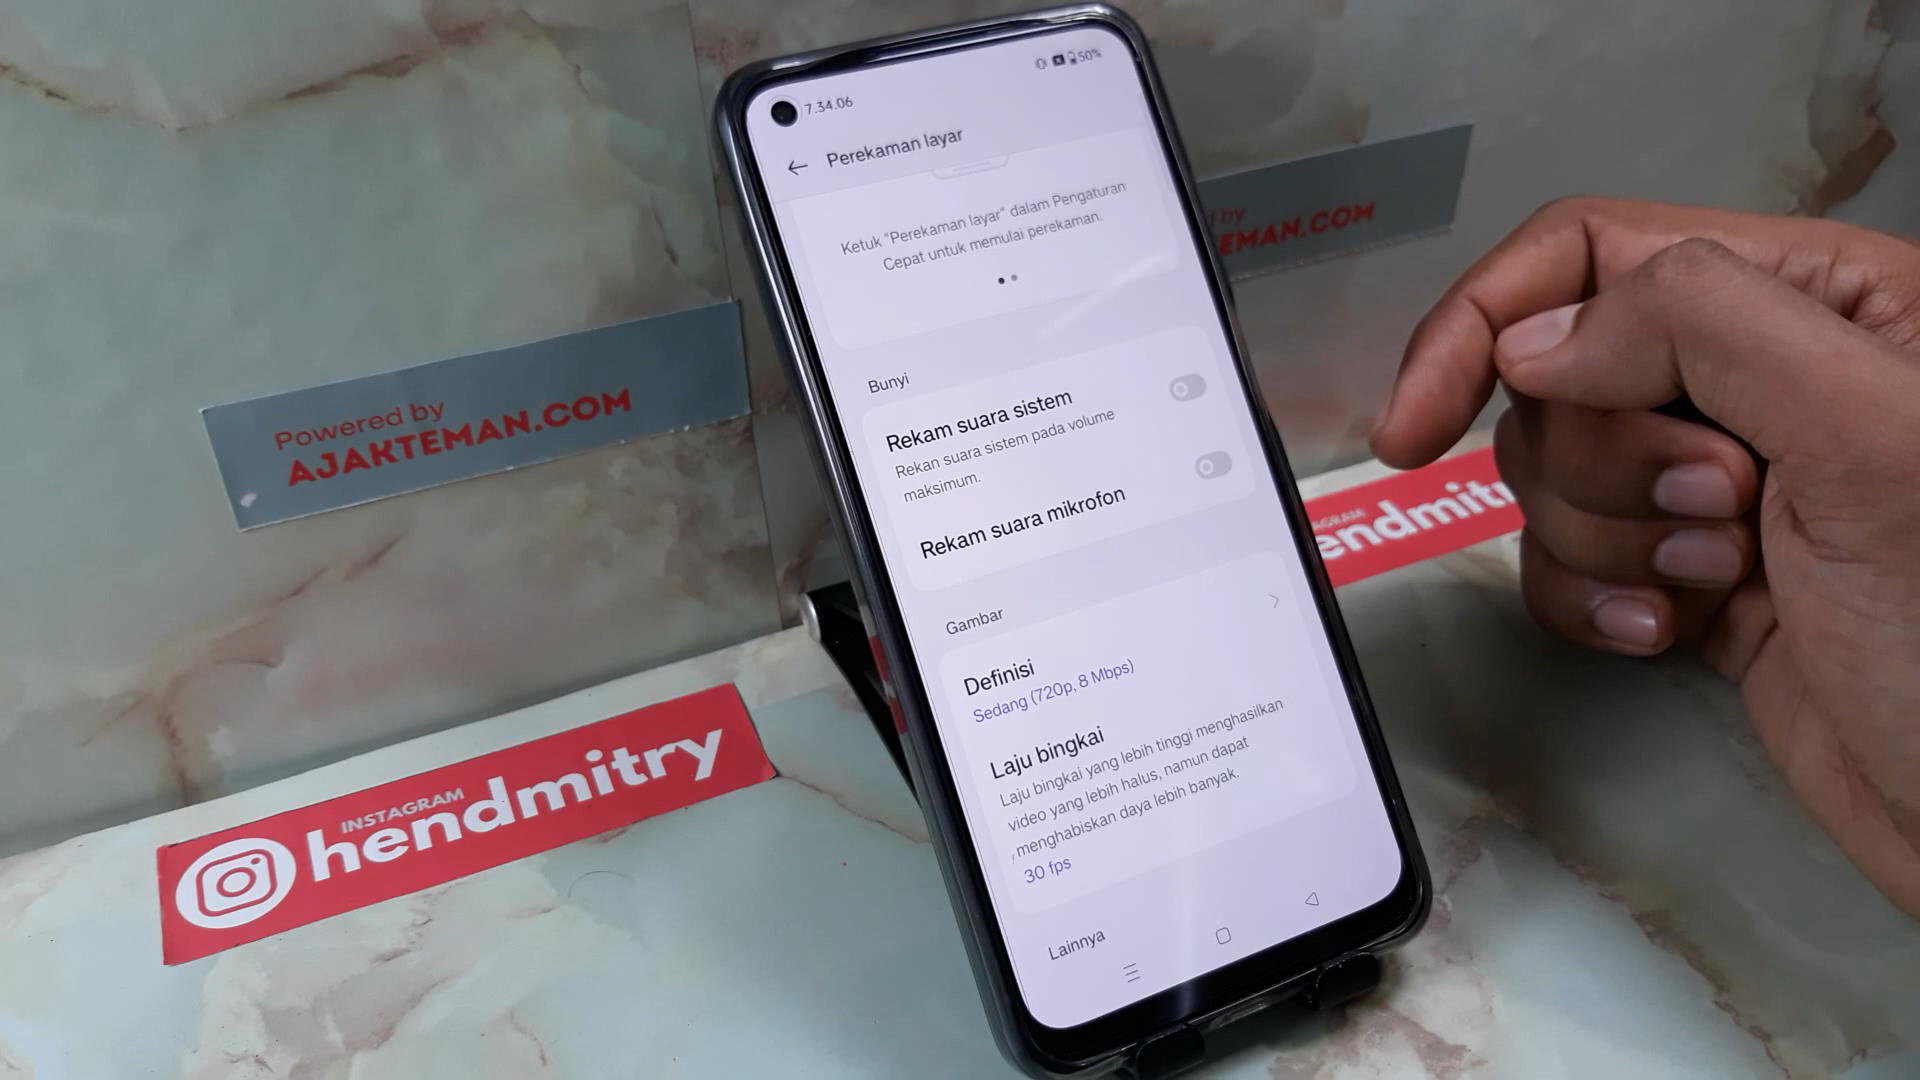 7.34.06
50%
Perekaman layar
Ketuk "Perekaman layar" dalam Pengaturan
Cepat untuk memulai perekaman.
Bunyi
Rekam suara sistem
Rekan suara sistem pada volume
maksimum.
Rekam suara mikrofon
Gambar
Definisi
Sedang (720p, 8 Mbps)
Laju bingkai
Laju bingkai yang lebih tinggi menghasilkan
video yang lebih halus, namun dapat
menghabiskan daya lebih banyak.
30 fps
Lainnya
Powered by
AJAKTEMAN.COM
INSTAGRAM
hendmitry
d by
EMAN.COM
AGRAM
endmitr